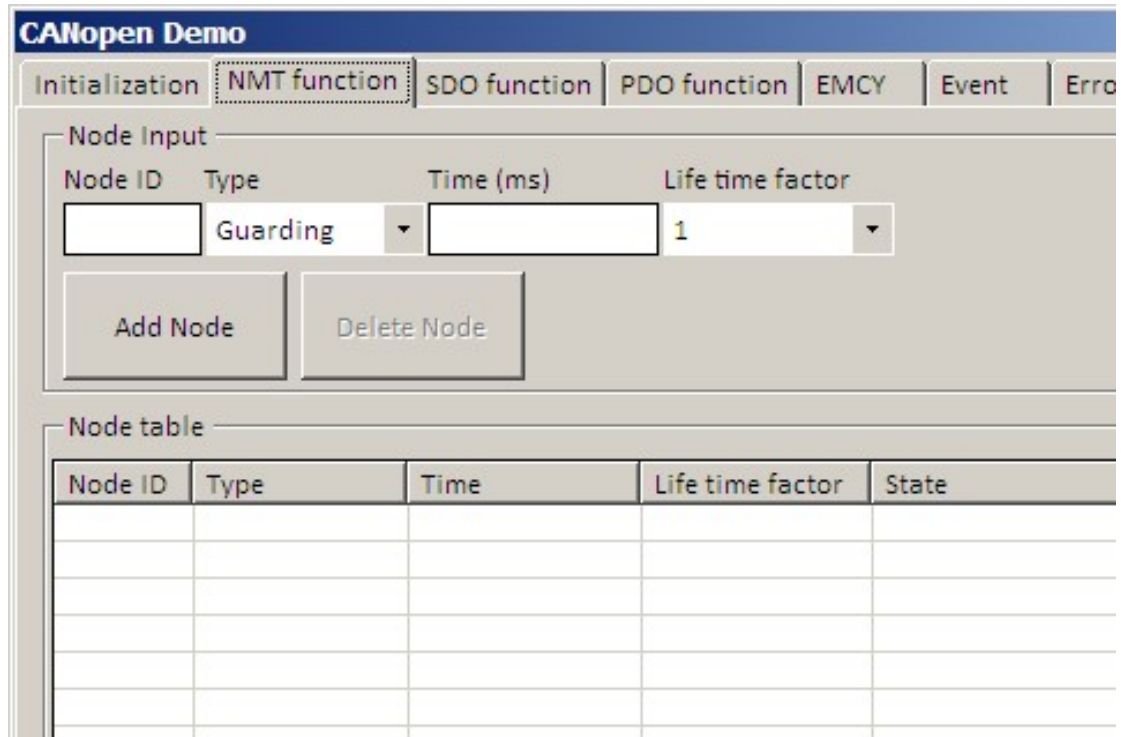 CANopen Demo
Initialization NMT function SDO function PDO function EMCY Event Erro
Node Input
Node ID Type Time (ms) Life time factor
Guarding 1
Add Node Delete Node
Node table
Node ID Type Time Life time factor State